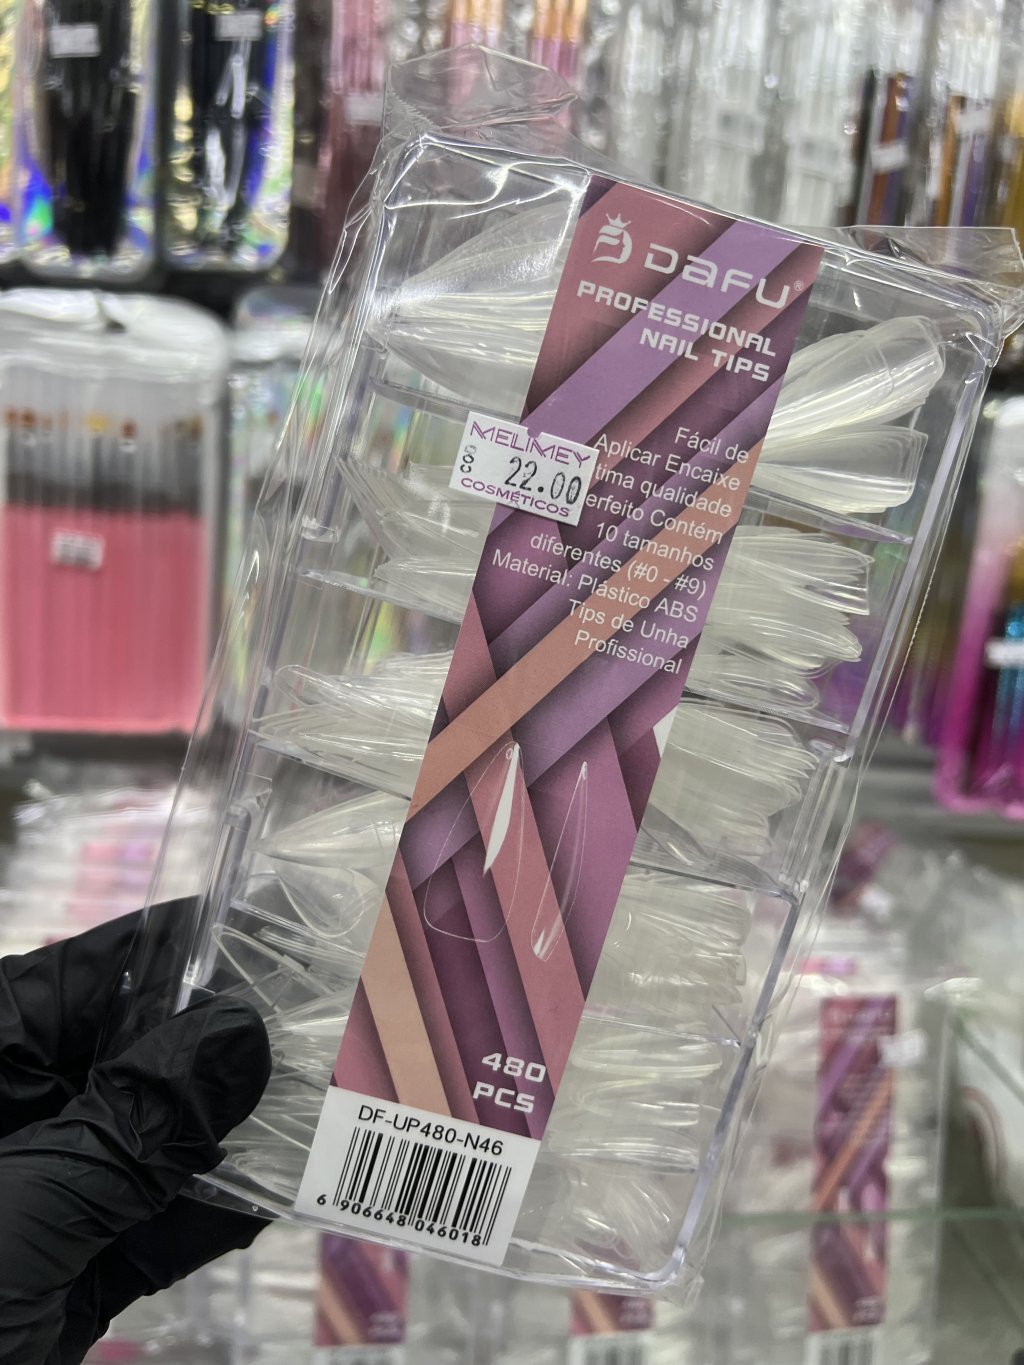 DAFU®
PROFESSIONAL
NAIL TIPS
MELIMEY
22.00
COSMÉTICOS
Fácil de
Aplicar Encaixe
tima qualidade
erfeito Contém
10 tamanhos
diferentes (#0 - #9)
Material: Plástico ABS
Tips de Unha
Profissional
480
PCS
DF-UP480-N46
6 906648 046018